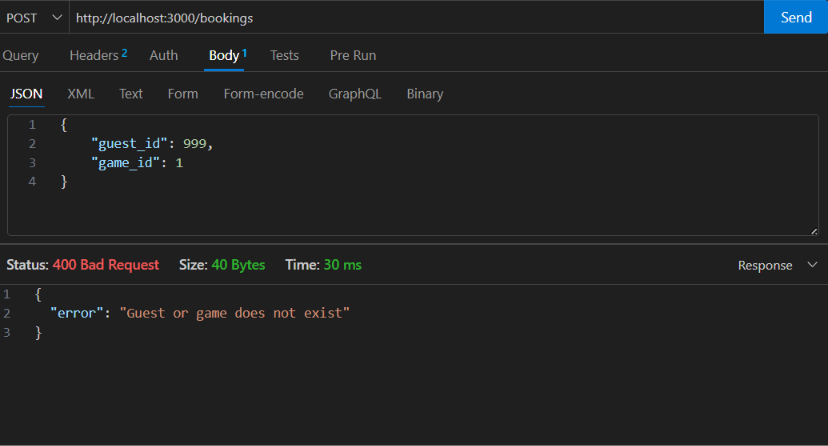 POST http://localhost:3000/bookings Send
Query Headers 2 Auth Body 1 Tests Pre Run
JSON XML Text Form Form-encode GraphQL Binary
1 {
2 "guest_id": 999,
3 "game_id": 1
4 }
Status: 400 Bad Request Size: 40 Bytes Time: 30 ms Response
1 {
2 "error": "Guest or game does not exist"
3 }